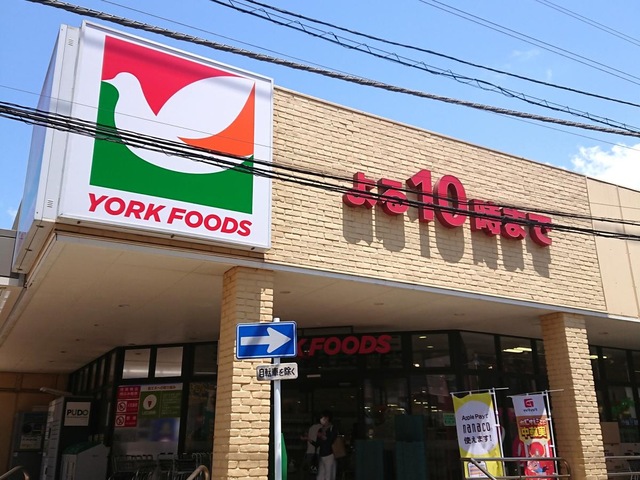 YORK FOODS
よる10時まで
K FOODS
自転車を除く
PUDO
Apple Pay の
nanaco
使えます!